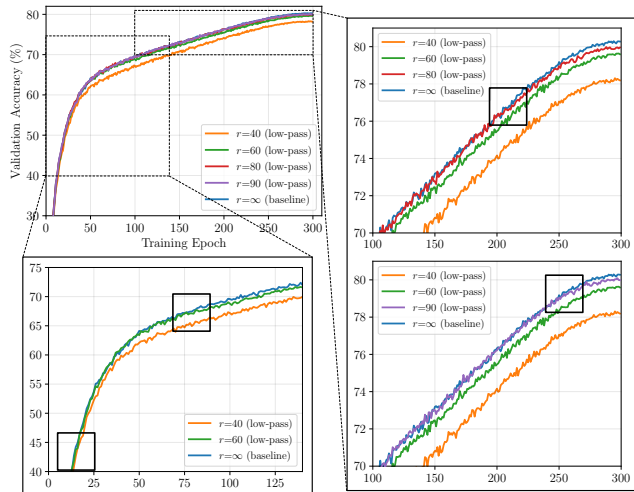 Validation Accuracy (%)
80
70
60
50
40
30
0
50
100
150
200
250
300
Training Epoch
r=40 (low-pass)
r=60 (low-pass)
r=80 (low-pass)
r=90 (low-pass)
r=∞ (baseline)
80
78
76
74
72
70
100
150
200
250
300
r=40 (low-pass)
r=60 (low-pass)
r=80 (low-pass)
r=∞ (baseline)
75
70
65
60
55
50
45
40
0
25
50
75
100
125
r=40 (low-pass)
r=60 (low-pass)
r=∞ (baseline)
80
78
76
74
72
70
100
150
200
250
300
r=40 (low-pass)
r=60 (low-pass)
r=90 (low-pass)
r=∞ (baseline)